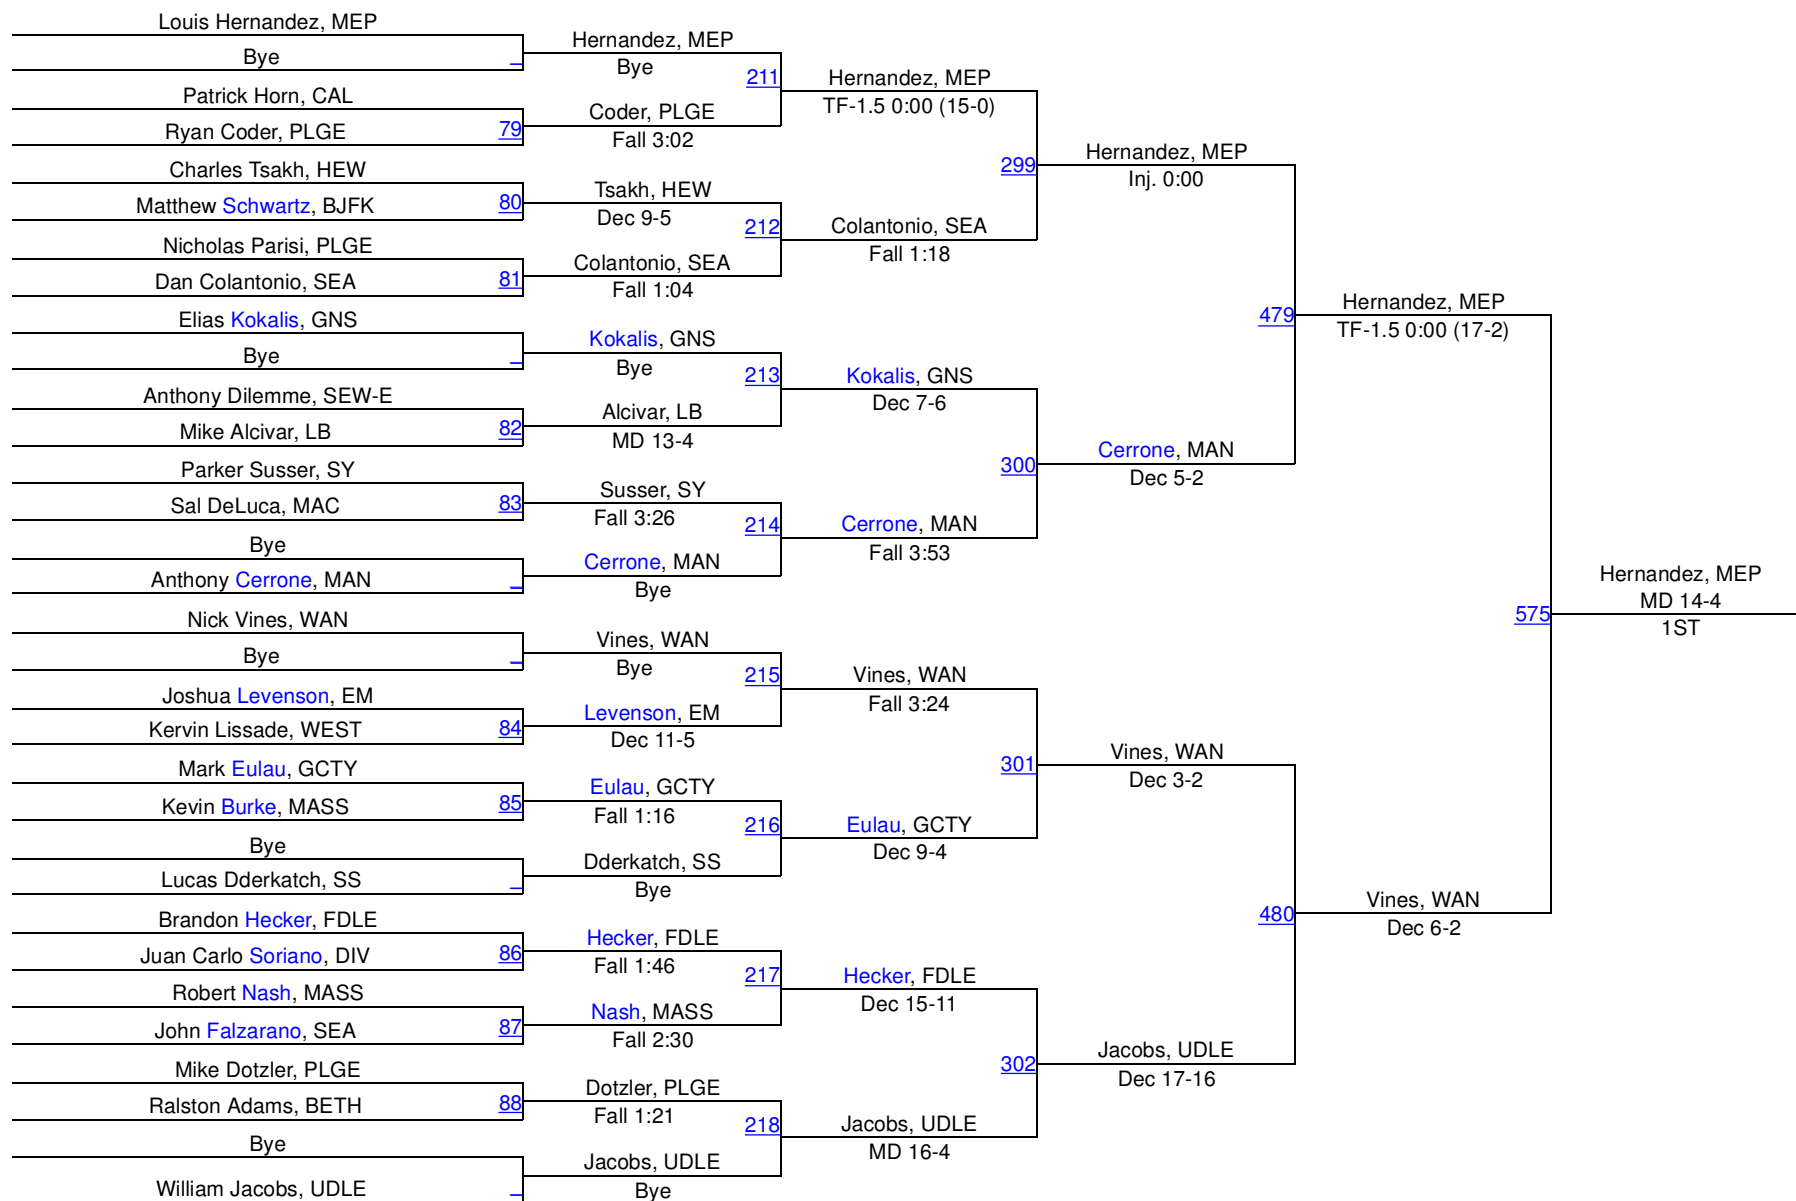 Louis Hernandez, MEP
Bye
Patrick Horn, CAL
Ryan Coder, PLGE
79
Charles Tsakh, HEW
Matthew Schwartz, BJFK
80
Nicholas Parisi, PLGE
Dan Colantonio, SEA
81
Elias Kokalis, GNS
Bye
Anthony Dilemme, SEW-E
Mike Alcivar, LB
82
Parker Susser, SY
Sal DeLuca, MAC
83
Bye
Anthony Cerrone, MAN
Nick Vines, WAN
Bye
Joshua Levenson, EM
Kervin Lissade, WEST
84
Mark Eulau, GCTY
Kevin Burke, MASS
85
Bye
Lucas Dderkatch, SS
Brandon Hecker, FDLE
Juan Carlo Soriano, DIV
86
Robert Nash, MASS
John Falzarano, SEA
87
Mike Dotzler, PLGE
Ralston Adams, BETH
88
Bye
William Jacobs, UDLE
Hernandez, MEP
Bye
211
Coder, PLGE
Fall 3:02
Tsakh, HEW
Dec 9-5
212
Colantonio, SEA
Fall 1:04
Kokalis, GNS
Bye
213
Alcivar, LB
MD 13-4
Susser, SY
Fall 3:26
214
Cerrone, MAN
Bye
Vines, WAN
Bye
215
Levenson, EM
Dec 11-5
Eulau, GCTY
Fall 1:16
216
Dderkatch, SS
Bye
Hecker, FDLE
Fall 1:46
217
Nash, MASS
Fall 2:30
Dotzler, PLGE
Fall 1:21
218
Jacobs, UDLE
Bye
Hernandez, MEP
TF-1.5 0:00 (15-0)
299
Colantonio, SEA
Fall 1:18
Kokalis, GNS
Dec 7-6
300
Cerrone, MAN
Fall 3:53
Vines, WAN
Fall 3:24
301
Eulau, GCTY
Dec 9-4
Hecker, FDLE
Dec 15-11
302
Jacobs, UDLE
MD 16-4
Hernandez, MEP
Inj. 0:00
479
Cerrone, MAN
Dec 5-2
Vines, WAN
Dec 3-2
480
Jacobs, UDLE
Dec 17-16
Hernandez, MEP
TF-1.5 0:00 (17-2)
575
Vines, WAN
Dec 6-2
Hernandez, MEP
MD 14-4
1ST